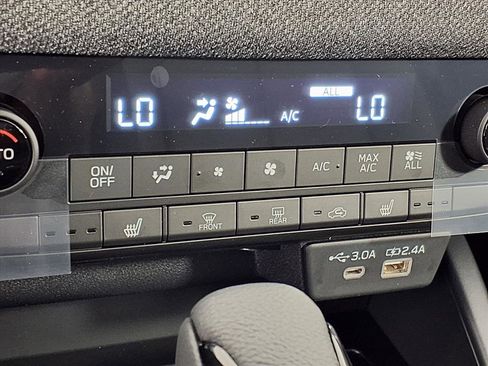 ALL
LO A/C LO
TO
ON/
OFF
A/C
MAX
A/C
ALL
FRONT
REAR
3.0A 2.4A